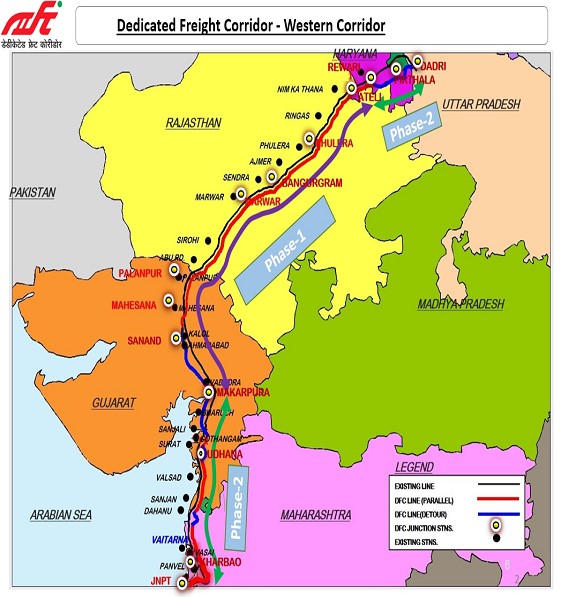 डेडीकेटेड फ्रेट कोरीडोर
Dedicated Freight Corridor - Western Corridor
HARYANA
REWARI
DADRI
PIRTHALA
ATELI
NIM KA THANA
UTTAR PRADESH
RINGAS
RAJASTHAN
Phase-2
PHULERA
PHULERA
AJMER
SENDRA
BANGURGRAM
PAKISTAN
MARWAR
MARWAR
Phase-1
SIROHI
ABU RD
PALANPUR
PALANPUR
MAHESANA
MAHESANA
MADHYA PRADESH
KALOL
SANAND
AHMADABAD
VADODRA
MAKARPURA
GUJARAT
BHARUCH
SANJALI
GOTHANGAM
SURAT
UDHANA
LEGEND
VALSAD
EXISTING LINE
DFC LINE (PARALLEL)
DFC LINE(DETOUR)
DFC JUNCTION STNS.
EXISTING STNS.
Phase-2
SANJAN
DAHANU
ARABIAN SEA
MAHARASHTRA
VAITARNA
VASAI
KHARBAO
PANVEL
JNPT
6
2